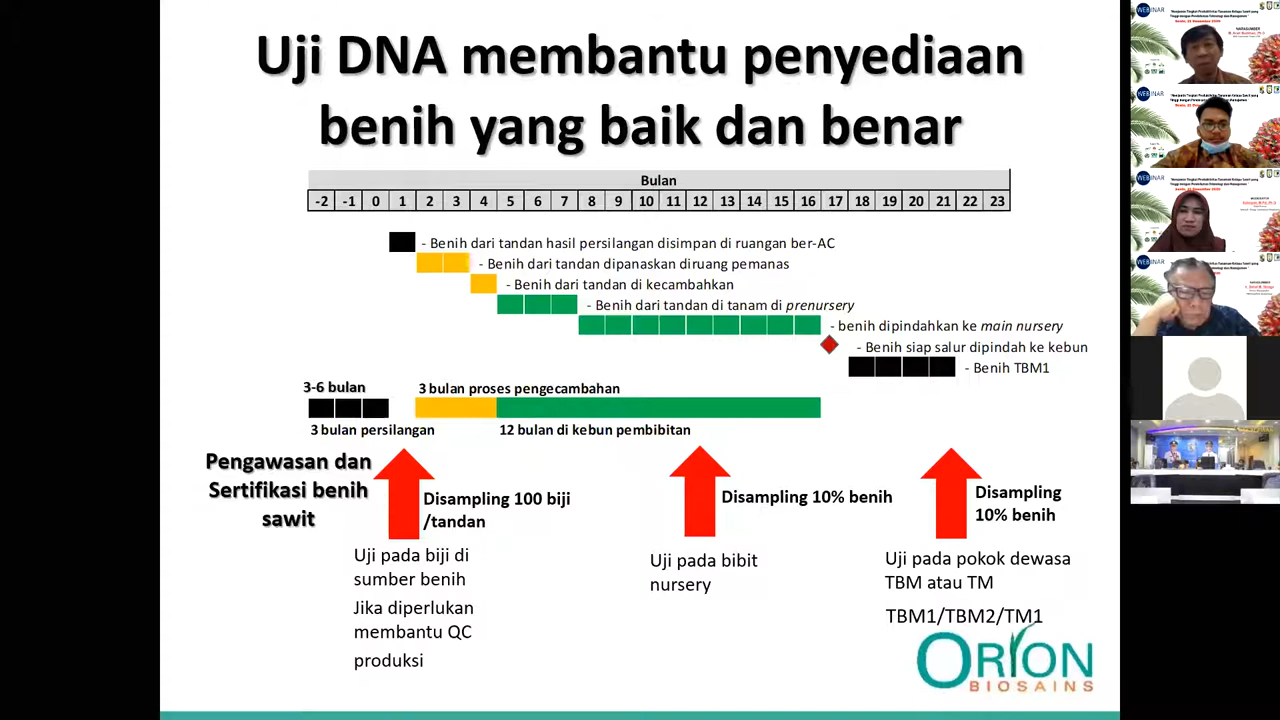 Uji DNA membantu penyediaan
benih yang baik dan benar
Bulan
-2 -1 0 1 2 3 4 5 6 7 8 9 10 11 12 13 14 15 16 17 18 19 20 21 22 23
- Benih dari tandan hasil persilangan disimpan di ruangan ber-AC
- Benih dari tandan dipanaskan diruang pemanas
- Benih dari tandan di kecambahkan
- Benih dari tandan di tanam di prenursery
- benih dipindahkan ke main nursery
- Benih siap salur dipindah ke kebun
- Benih TBM1
3-6 bulan
3 bulan proses pengecambahan
3 bulan persilangan
12 bulan di kebun pembibitan
Pengawasan dan
Sertifikasi benih
sawit
Disampling 100 biji
/tandan
Disampling 10% benih
Disampling
10% benih
Uji pada biji di
sumber benih
Jika diperlukan
membantu QC
produksi
Uji pada bibit
nursery
Uji pada pokok dewasa
TBM atau TM
TBM1/TBM2/TM1
ORION
BIOSAINS
WEBINAR
NARASUMBER
WEBINAR
WEBINAR
MODERATOR
WEBINAR